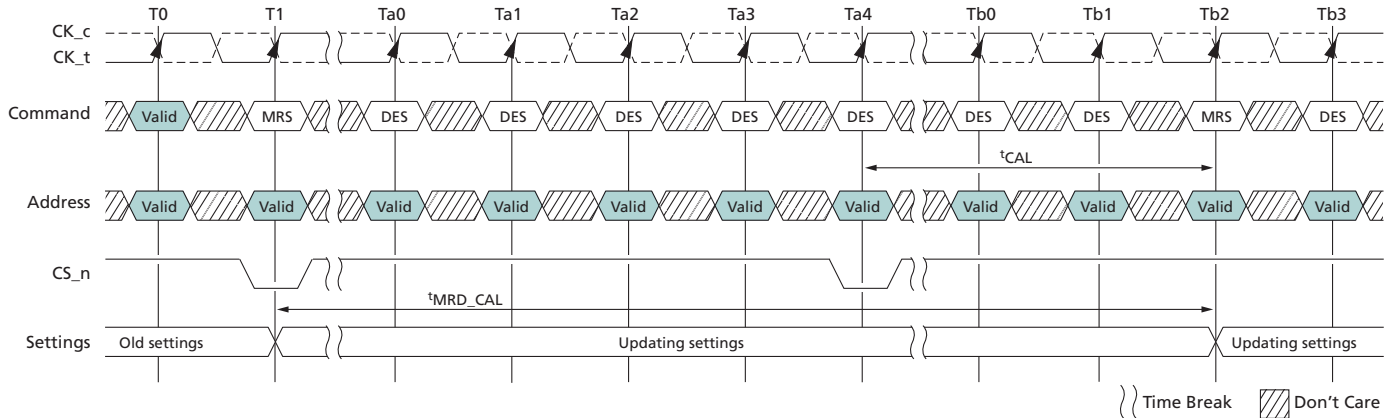 T0 T1 Ta0 Ta1 Ta2 Ta3 Ta4 Tb0 Tb1 Tb2 Tb3
CK_c
CK_t
Command Valid MRS DES DES DES DES DES DES DES MRS DES
tCAL
Address Valid Valid Valid Valid Valid Valid Valid Valid Valid Valid Valid
CS_n
tMRD_CAL
Settings Old settings Updating settings Updating settings
Time Break Don't Care